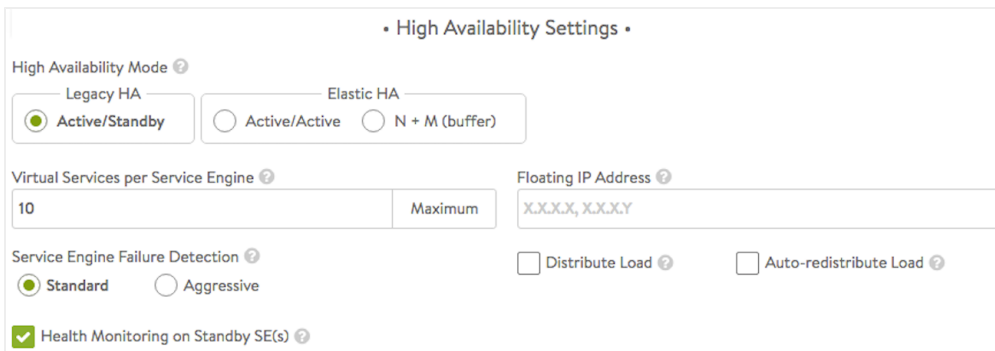 • High Availability Settings •
High Availability Mode ?
Legacy HA
Active/Standby
Elastic HA
Active/Active N + M (buffer)
Virtual Services per Service Engine ?
10 Maximum
Floating IP Address ?
X.X.X.X, X.X.X.Y
Service Engine Failure Detection ?
Standard Aggressive
Distribute Load ? Auto-redistribute Load ?
Health Monitoring on Standby SE(s) ?